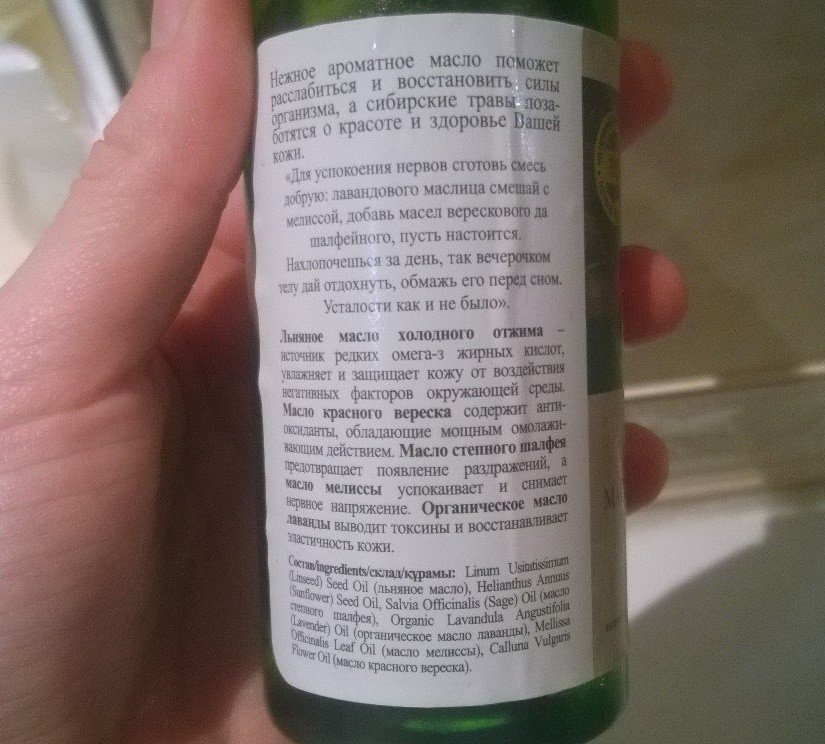 Нежное ароматное масло поможет
расслабиться и восстановить силы
организма, а сибирские травы поза-
ботятся о красоте и здоровье Вашей
кожи.
«Для успокоения нервов сготовь смесь
добрую: лавандового маслица смешай с
мелиссой, добавь масел верескового да
шалфейного, пусть настоится.
Нахлопочешься за день, так вечерочком
телу дай отдохнуть, обмажь его перед сном.
Усталости как и не было».
Льняное масло холодного отжима –
источник редких омега-3 жирных кислот,
увлажняет и защищает кожу от воздействия
негативных факторов окружающей среды.
Масло красного вереска содержит анти-
оксиданты, обладающие мощным омолажи-
вающим действием. Масло степного шалфея
предотвращает появление раздражений, а
масло мелиссы успокаивает и снимает
нервное напряжение. Органическое масло
лаванды выводит токсины и восстанавливает
эластичность кожи.
Состав/ingredients/склад/құрамы: Linum Usitatissimum
(Linseed) Seed Oil (льняное масло), Helianthus Annuus
(Sunflower) Seed Oil, Salvia Officinalis (Sage) Oil (масло
степного шалфея), Organic Lavandula Angustifolia
(Lavender) Oil (органическое масло лаванды), Mellissa
Officinalis Leaf Oil (масло мелиссы), Calluna Vulgaris
Flower Oil (масло красного вереска).